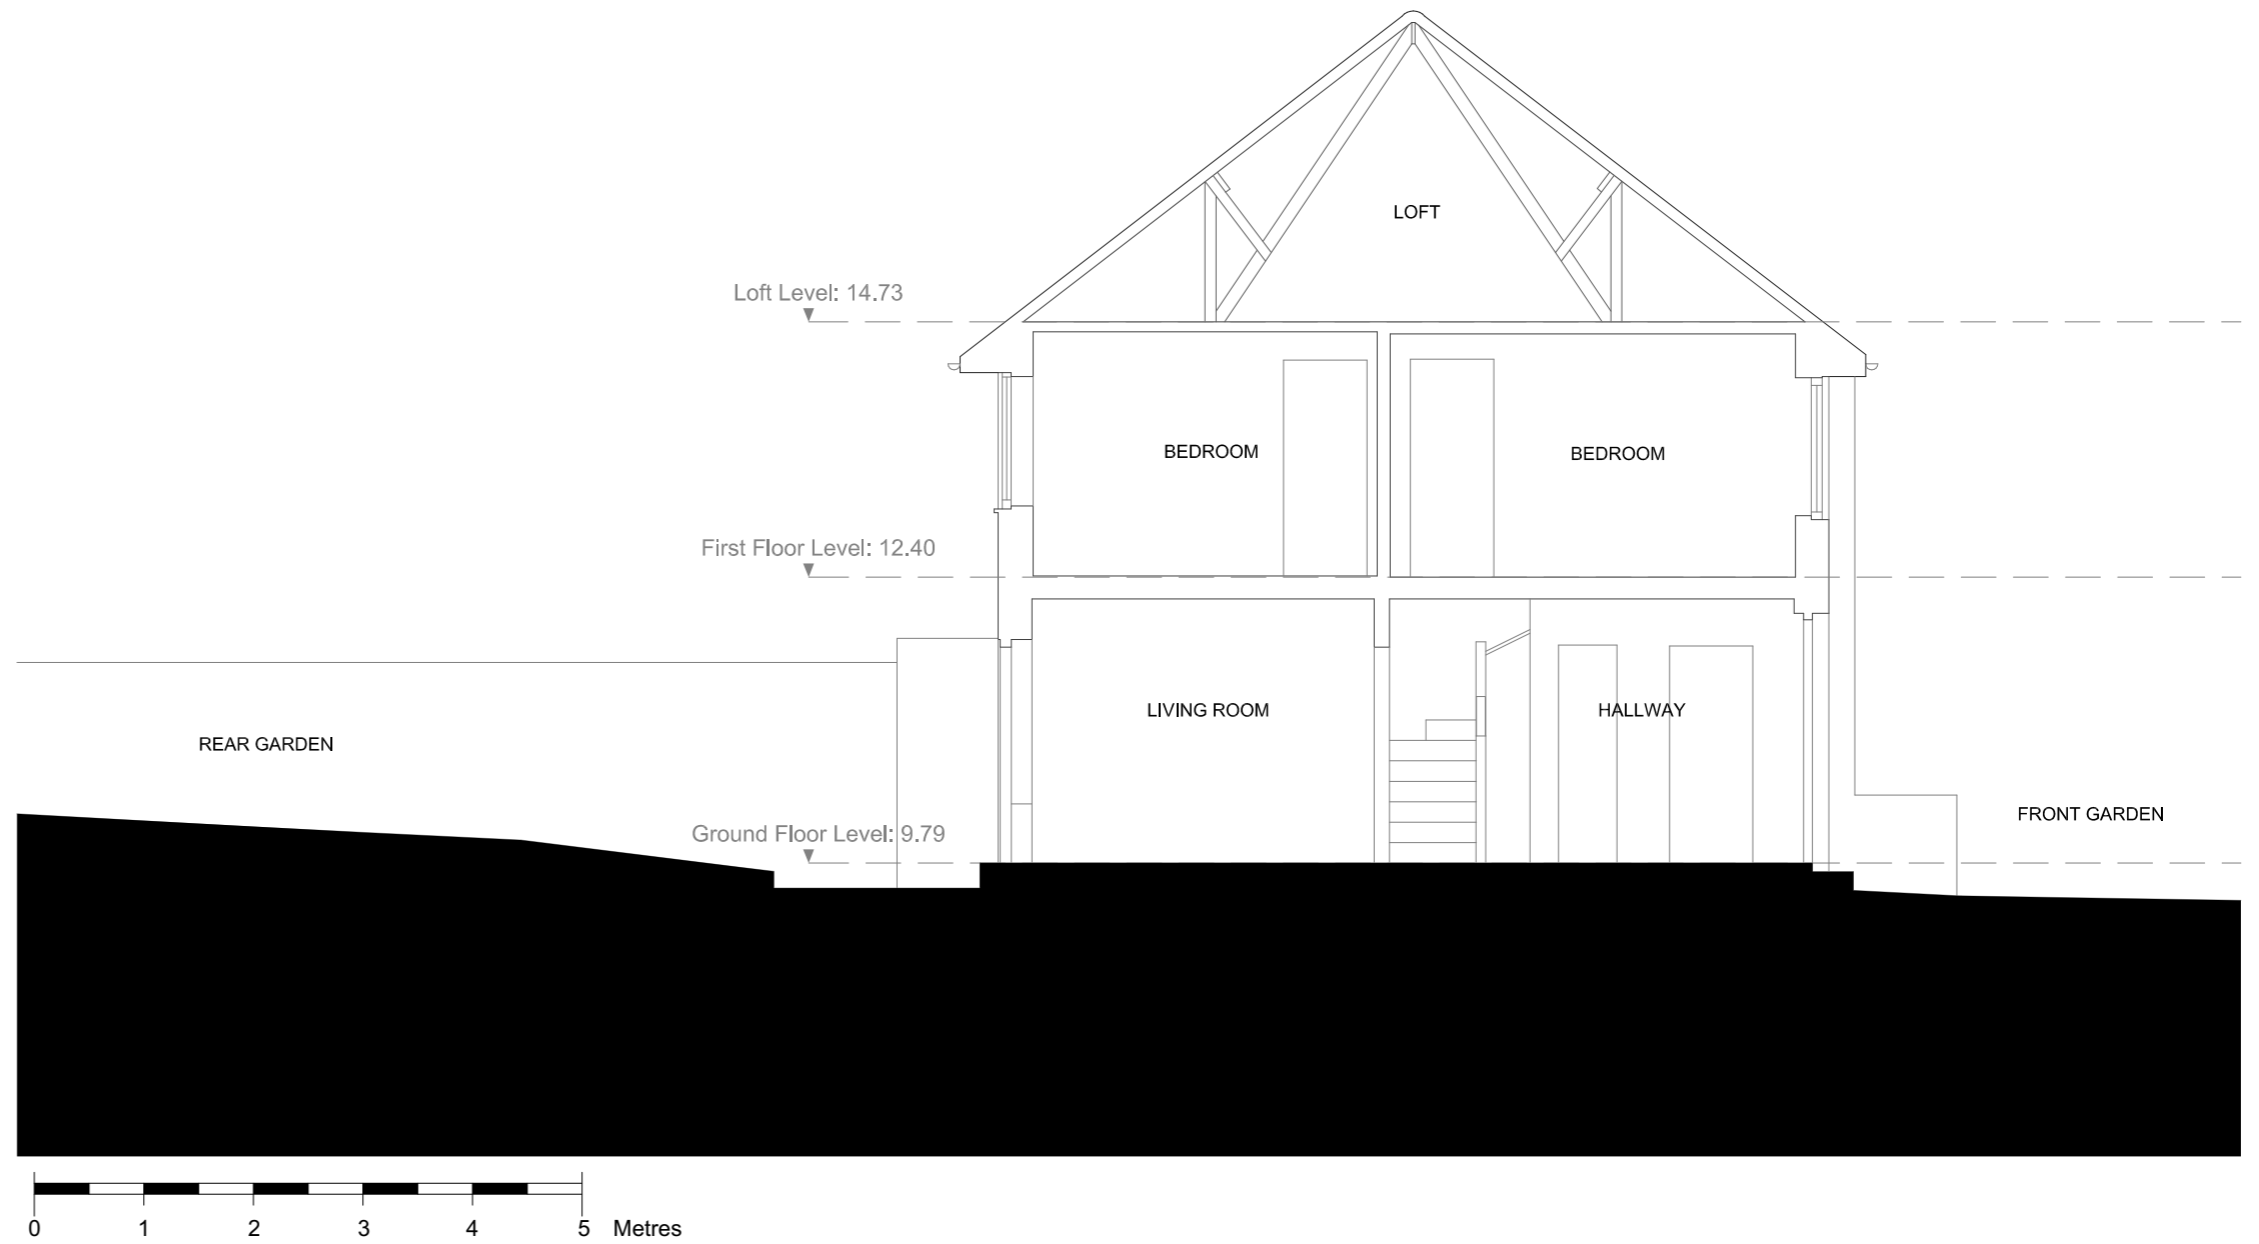 LOFT
Loft Level: 14.73
BEDROOM
BEDROOM
First Floor Level: 12.40
LIVING ROOM
HALLWAY
REAR GARDEN
FRONT GARDEN
Ground Floor Level: 9.79
0 1 2 3 4 5 Metres